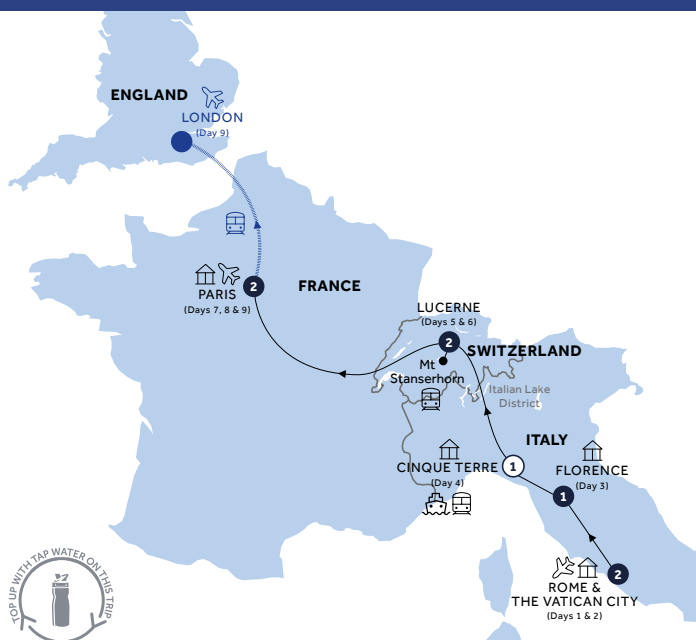 ENGLAND
LONDON
(Day 9)
2
PARIS
(Days 7, 8 & 9)
FRANCE
LUCERNE
(Days 5 & 6)
2
SWITZERLAND
Mt
Stanserhorn
Italian Lake
District
ITALY
CINQUE TERRE
(Day 4)
1
FLORENCE
(Day 3)
1
2
ROME &
THE VATICAN CITY
(Days 1 & 2)
TOP UP WITH TAP WATER ON THIS TRIP